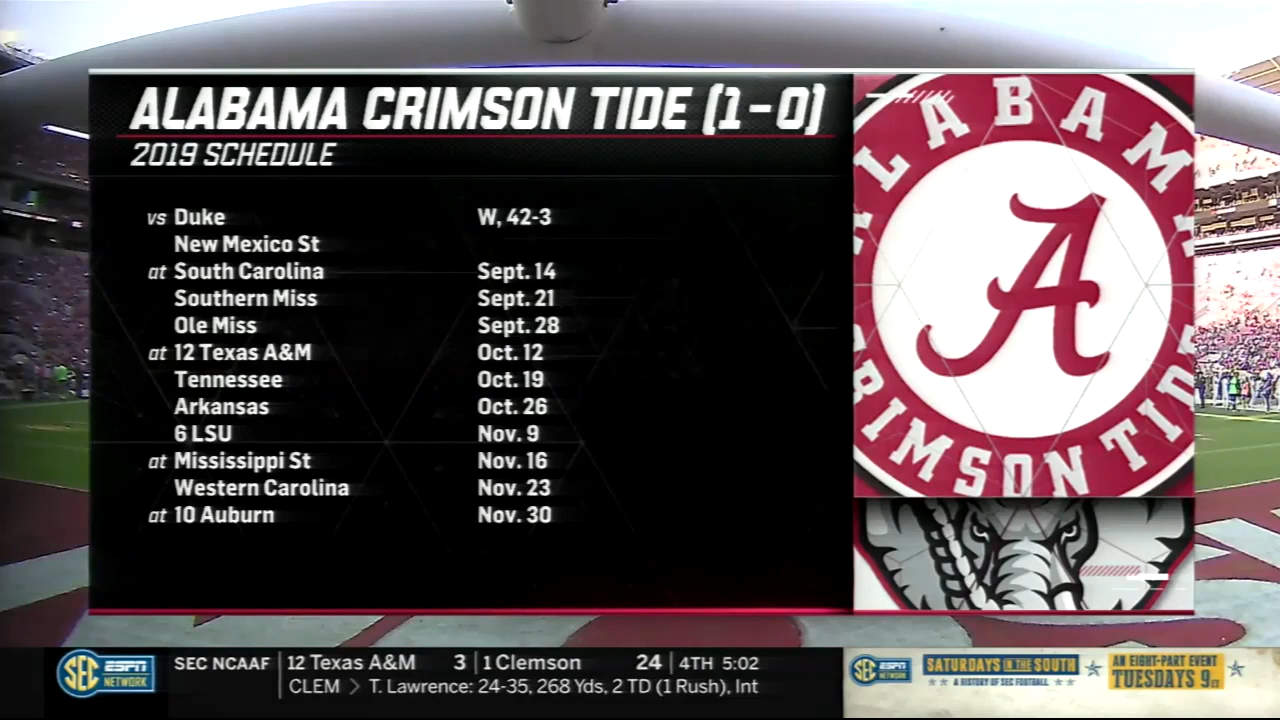 ALABAMA CRIMSON TIDE (1-0)
2019 SCHEDULE
vs Duke W, 42-3
New Mexico St
at South Carolina Sept. 14
Southern Miss Sept. 21
Ole Miss Sept. 28
at 12 Texas A&M Oct. 12
Tennessee Oct. 19
Arkansas Oct. 26
6 LSU Nov. 9
at Mississippi St Nov. 16
Western Carolina Nov. 23
at 10 Auburn Nov. 30
ALABAMA
A
CRIMSON TIDE
SEC ESPN NETWORK
SEC NCAAF 12 Texas A&M 3 1 Clemson 24 4TH 5:02
CLEM > T. Lawrence: 24-35, 268 Yds, 2 TD (1 Rush), Int
SEC ESPN NETWORK
SATURDAYS IN THE SOUTH
A HISTORY OF SEC FOOTBALL
AN EIGHT-PART EVENT
TUESDAYS 9 ET